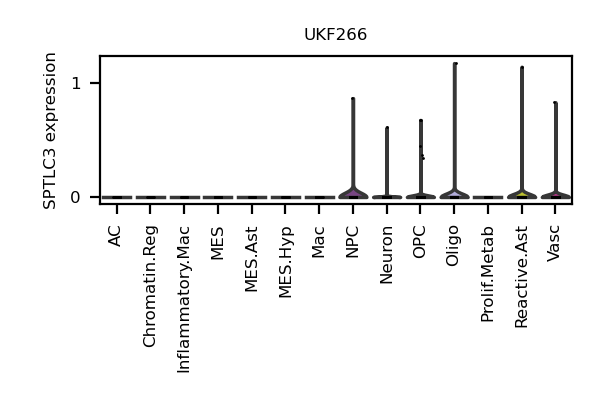 UKF266
SPTLC3 expression
1
0
AC
Chromatin.Reg
Inflammatory.Mac
MES
MES.Ast
MES.Hyp
Mac
NPC
Neuron
OPC
Oligo
Prolif.Metab
Reactive.Ast
Vasc